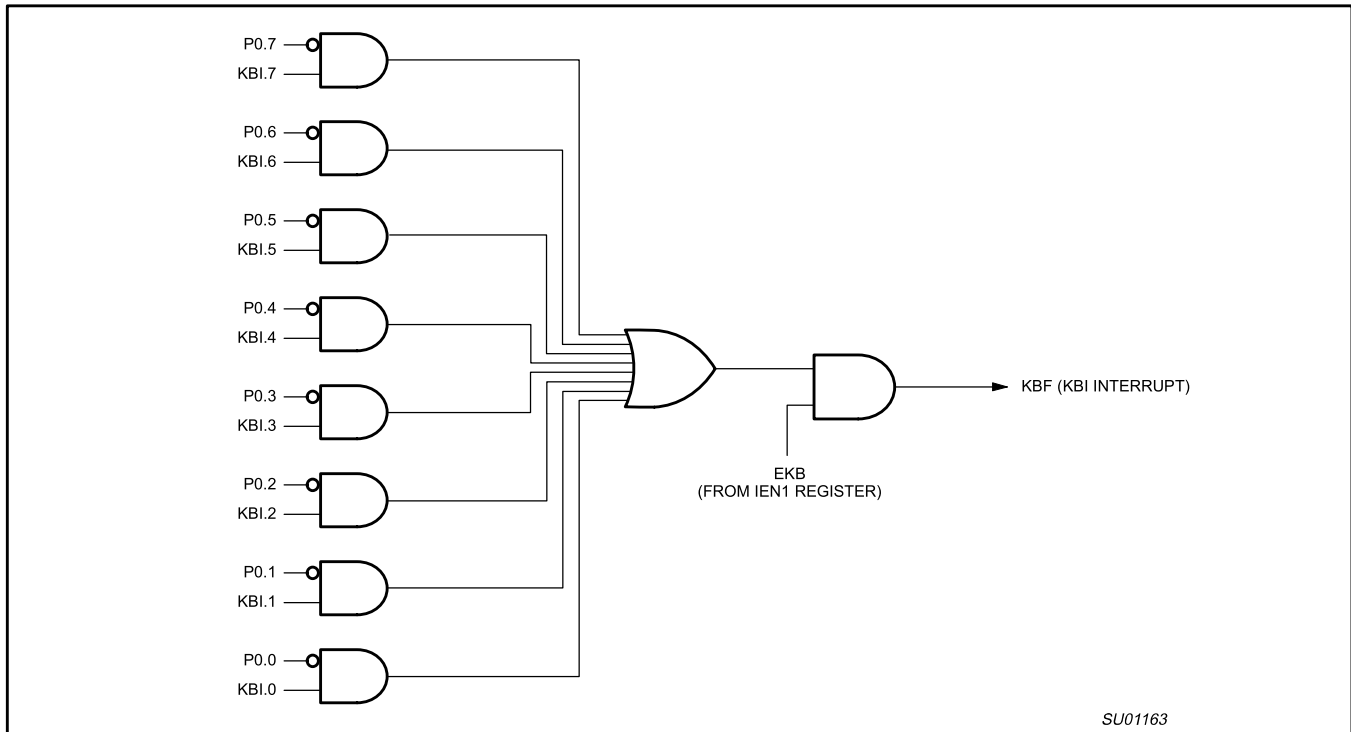 P0.7
KBI.7
P0.6
KBI.6
P0.5
KBI.5
P0.4
KBI.4
P0.3
KBI.3
P0.2
KBI.2
P0.1
KBI.1
P0.0
KBI.0
KBF (KBI INTERRUPT)
EKB
(FROM IEN1 REGISTER)
SU01163